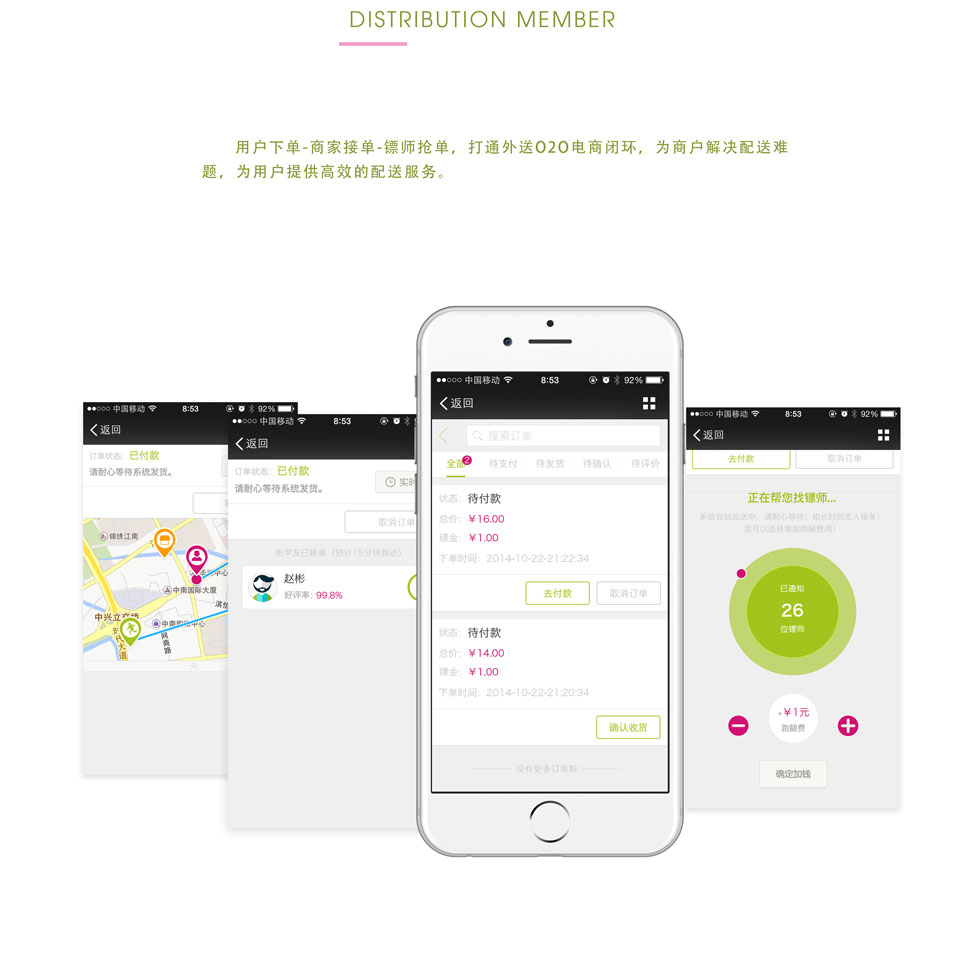 DISTRIBUTION MEMBER
用户下单-商家接单-镖师抢单，打通外送O2O电商闭环，为商户解决配送难
题，为用户提供高效的配送服务。
中国移动 8:53 92%
返回
订单状态: 已付款
请耐心等待系统发货。
锦绣江南
中南国际大厦
中兴立交桥
时代大道
中国移动 8:53
返回
订单状态: 已付款
请耐心等待系统发货。
实时
取消订单
张学友已接单（预计15分钟到达）
赵彬
好评率: 99.8%
中国移动 8:53 92%
返回
搜索订单
全部 2 待支付 待发货 待确认 待评价
状态: 待付款
总价: ￥16.00
镖金: ￥1.00
下单时间: 2014-10-22-21:22:34
去付款 取消订单
状态: 待付款
总价: ￥14.00
镖金: ￥1.00
下单时间: 2014-10-22-21:20:34
确认收货
没有更多订单啦
中国移动 8:53 92%
返回
去付款 取消订单
正在帮您找镖师...
系统自动派送中，请耐心等待！如长时间无人接单！
您可以选择增加跑腿费用！
已通知
26
位镖师
+￥1元
跑腿费
确定加钱